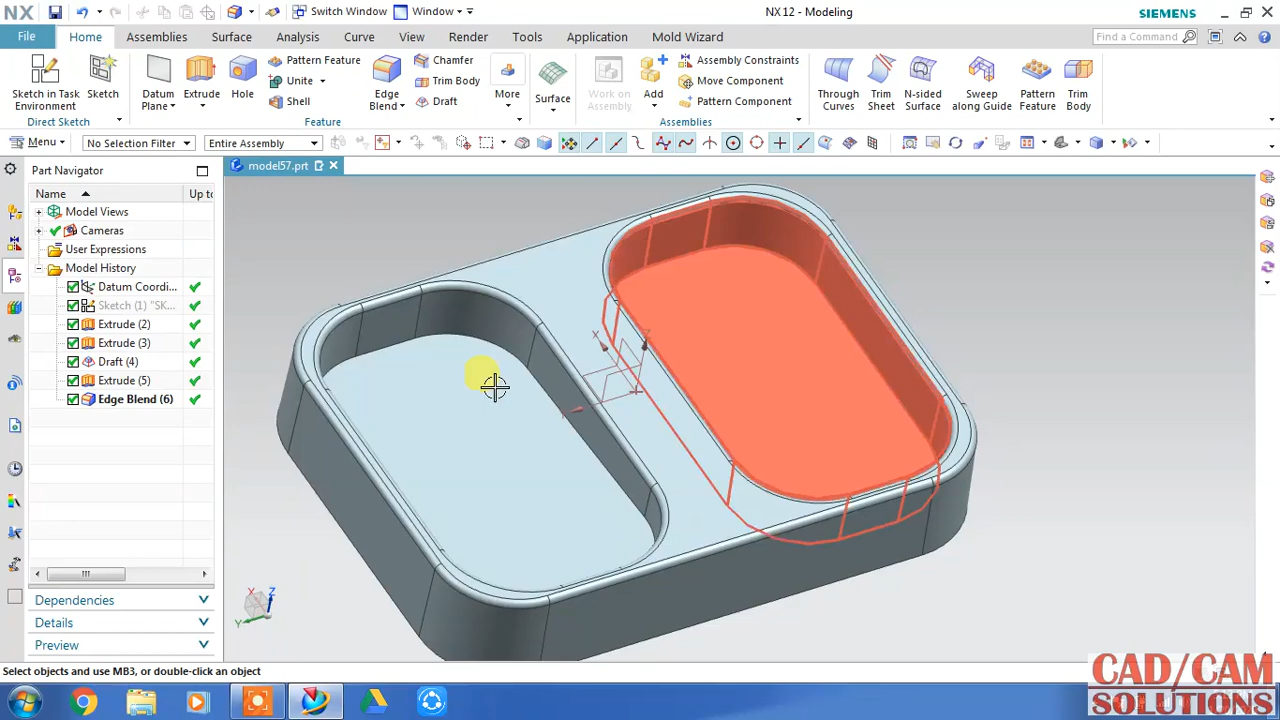 NX Switch Window Window NX 12 - Modeling SIEMENS
File Home Assemblies Surface Analysis Curve View Render Tools Application Mold Wizard Find a Command
Sketch in Task Environment Sketch Datum Plane Extrude Hole Pattern Feature Unite Shell Edge Blend Chamfer Trim Body Draft More Surface Work on Assembly Add Assembly Constraints Move Component Pattern Component Through Curves Trim Sheet N-sided Surface Sweep along Guide Pattern Feature Trim Body
Direct Sketch Feature Assemblies
Menu No Selection Filter Entire Assembly
Part Navigator model57.prt
Name Up to
Model Views
Cameras
User Expressions
Model History
Datum Coordi...
Sketch (1) "SK...
Extrude (2)
Extrude (3)
Draft (4)
Extrude (5)
Edge Blend (6)
X
X Z
Y
Dependencies
Details
Preview
Select objects and use MB3, or double-click an object
CAD/CAM
SOLUTIONS